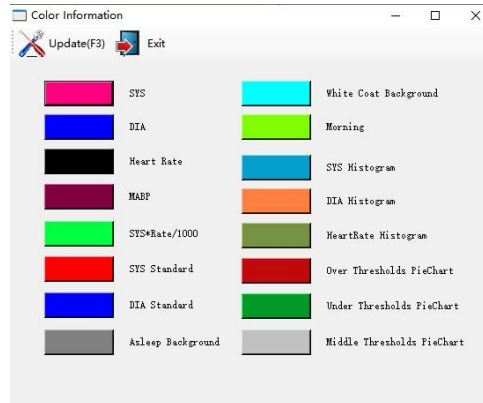 Color Information
Update(F3) Exit
SYS
DIA
Heart Rate
MABP
SYS*Rate/1000
SYS Standard
DIA Standard
Asleep Background
White Coat Background
Morning
SYS Histogram
DIA Histogram
HeartRate Histogram
Over Thresholds PieChart
Under Thresholds PieChart
Middle Thresholds PieChart